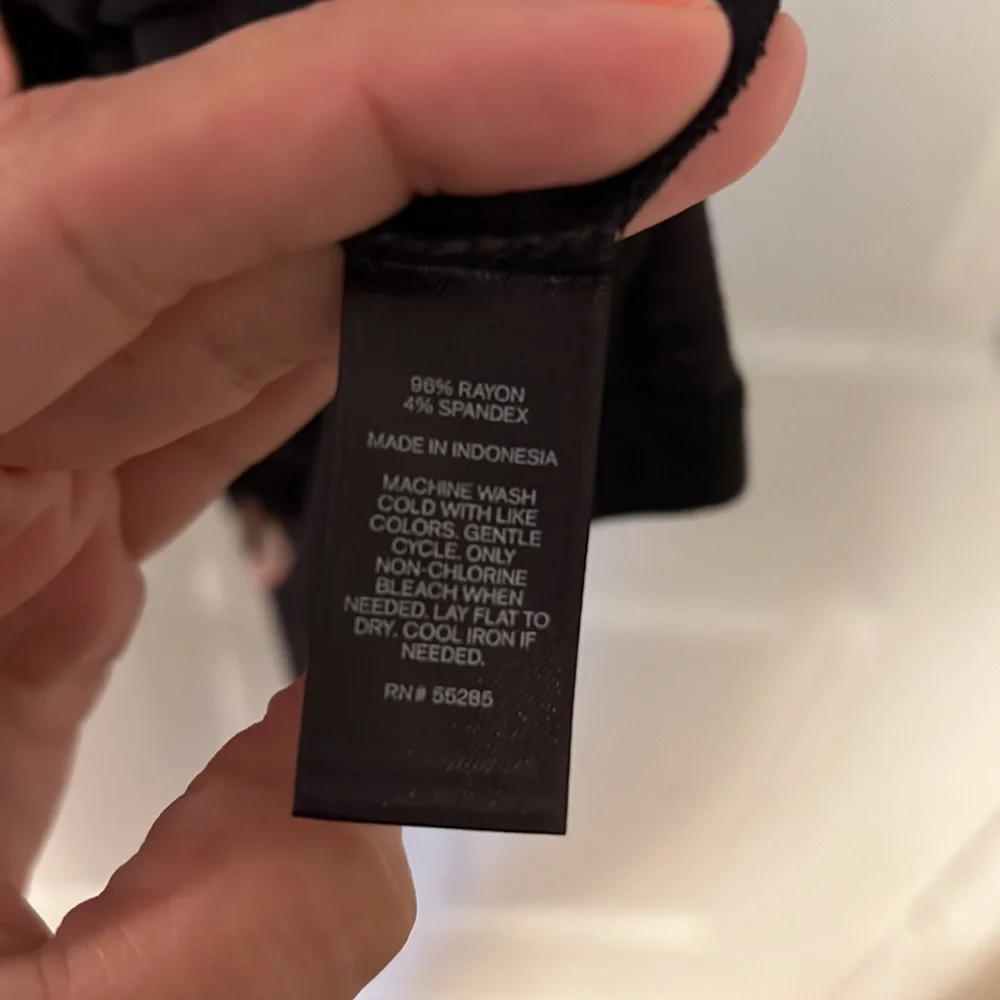 96% RAYON
4% SPANDEX
MADE IN INDONESIA
MACHINE WASH
COLD WITH LIKE
COLORS. GENTLE
CYCLE. ONLY
NON-CHLORINE
BLEACH WHEN
NEEDED. LAY FLAT TO
DRY. COOL IRON IF
NEEDED.
RN# 55285